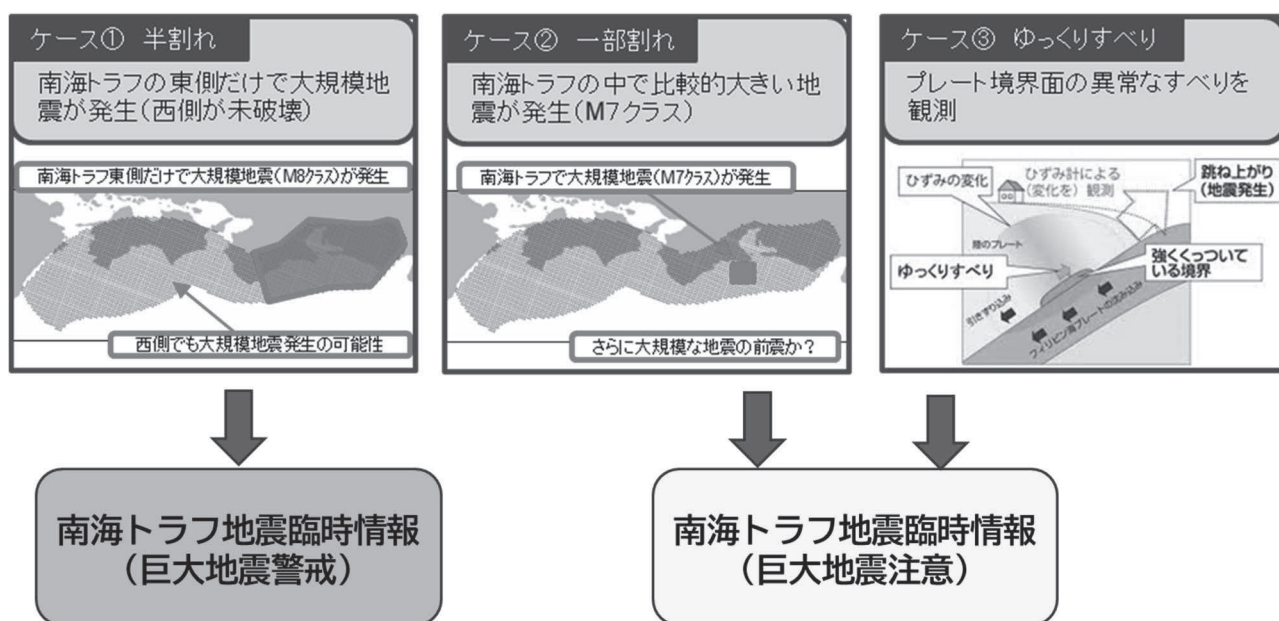 ケース① 半割れ
南海トラフの東側だけで大規模地
震が発生(西側が未破壊)
南海トラフ東側だけで大規模地震(M8クラス)が発生
西側でも大規模地震発生の可能性
ケース② 一部割れ
南海トラフの中で比較的大きい地
震が発生(M7クラス)
南海トラフで大規模地震(M7クラス)が発生
さらに大規模な地震の前震か?
ケース③ ゆっくりすべり
プレート境界面の異常なすべりを
観測
ひずみの変化
ひずみ計による
(変化を)観測
跳ね上がり
(地震発生)
陸のプレート
ゆっくりすべり
強くくっついて
いる境界
引きずり込み
フィリピン海プレートの沈み込み
南海トラフ地震臨時情報
(巨大地震警戒)
南海トラフ地震臨時情報
(巨大地震注意)